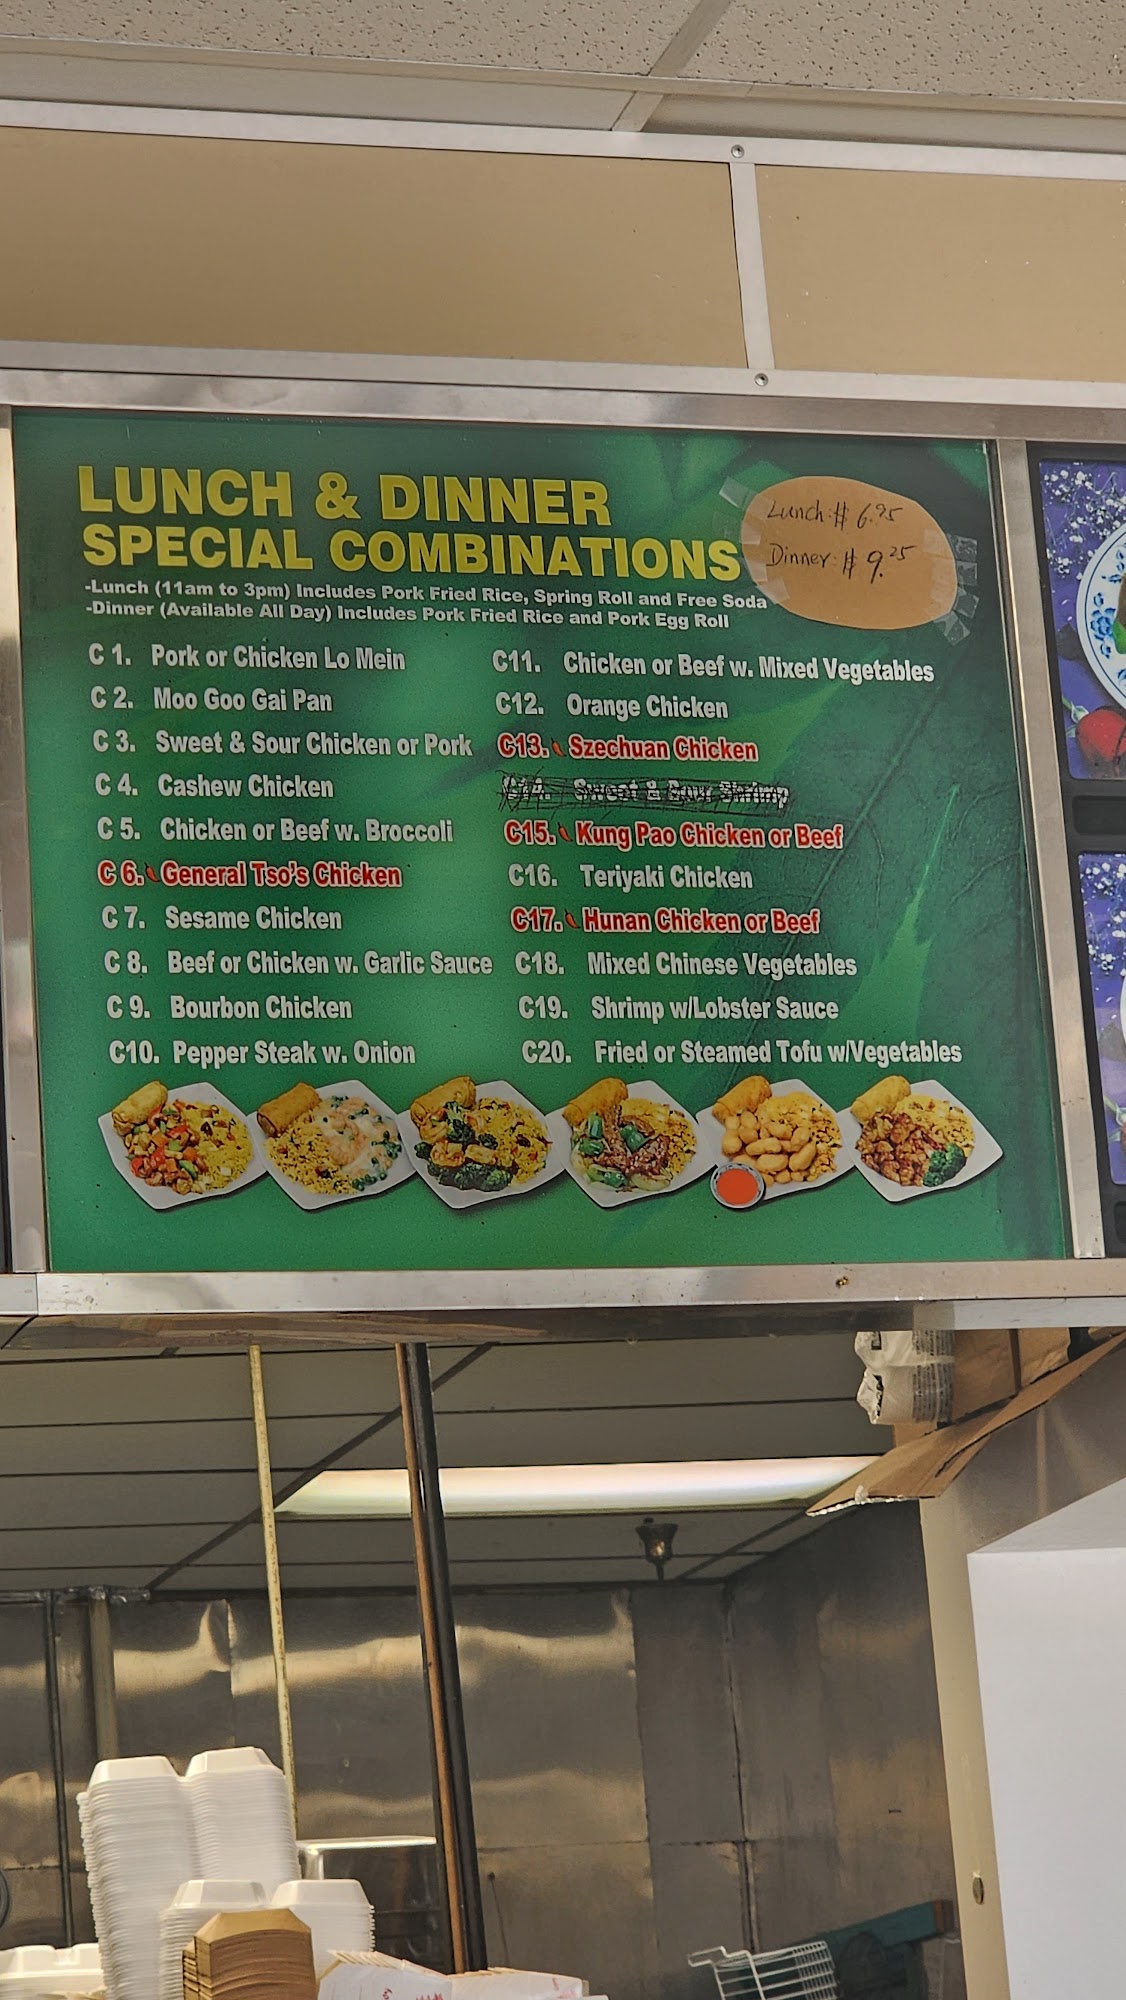 LUNCH & DINNER
SPECIAL COMBINATIONS
Lunch: $ 6.95
Dinner: $ 9.25
-Lunch (11am to 3pm) Includes Pork Fried Rice, Spring Roll and Free Soda
-Dinner (Available All Day) Includes Pork Fried Rice and Pork Egg Roll
C 1. Pork or Chicken Lo Mein
C 2. Moo Goo Gai Pan
C 3. Sweet & Sour Chicken or Pork
C 4. Cashew Chicken
C 5. Chicken or Beef w. Broccoli
C 6. General Tso's Chicken
C 7. Sesame Chicken
C 8. Beef or Chicken w. Garlic Sauce
C 9. Bourbon Chicken
C10. Pepper Steak w. Onion
C11. Chicken or Beef w. Mixed Vegetables
C12. Orange Chicken
C13. Szechuan Chicken
C14. Sweet & Sour Shrimp
C15. Kung Pao Chicken or Beef
C16. Teriyaki Chicken
C17. Hunan Chicken or Beef
C18. Mixed Chinese Vegetables
C19. Shrimp w/Lobster Sauce
C20. Fried or Steamed Tofu w/Vegetables